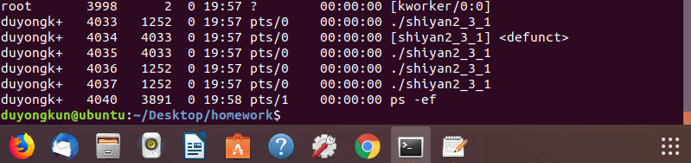 root 3998 2 0 19:57 ? 00:00:00 [kworker/0:0]
duyongk+ 4033 1252 0 19:57 pts/0 00:00:00 ./shiyan2_3_1
duyongk+ 4034 4033 0 19:57 pts/0 00:00:00 [shiyan2_3_1] <defunct>
duyongk+ 4035 4033 0 19:57 pts/0 00:00:00 ./shiyan2_3_1
duyongk+ 4036 1252 0 19:57 pts/0 00:00:00 ./shiyan2_3_1
duyongk+ 4037 1252 0 19:57 pts/0 00:00:00 ./shiyan2_3_1
duyongk+ 4040 3891 0 19:58 pts/1 00:00:00 ps -ef
duyongkun@ubuntu:~/Desktop/homework$